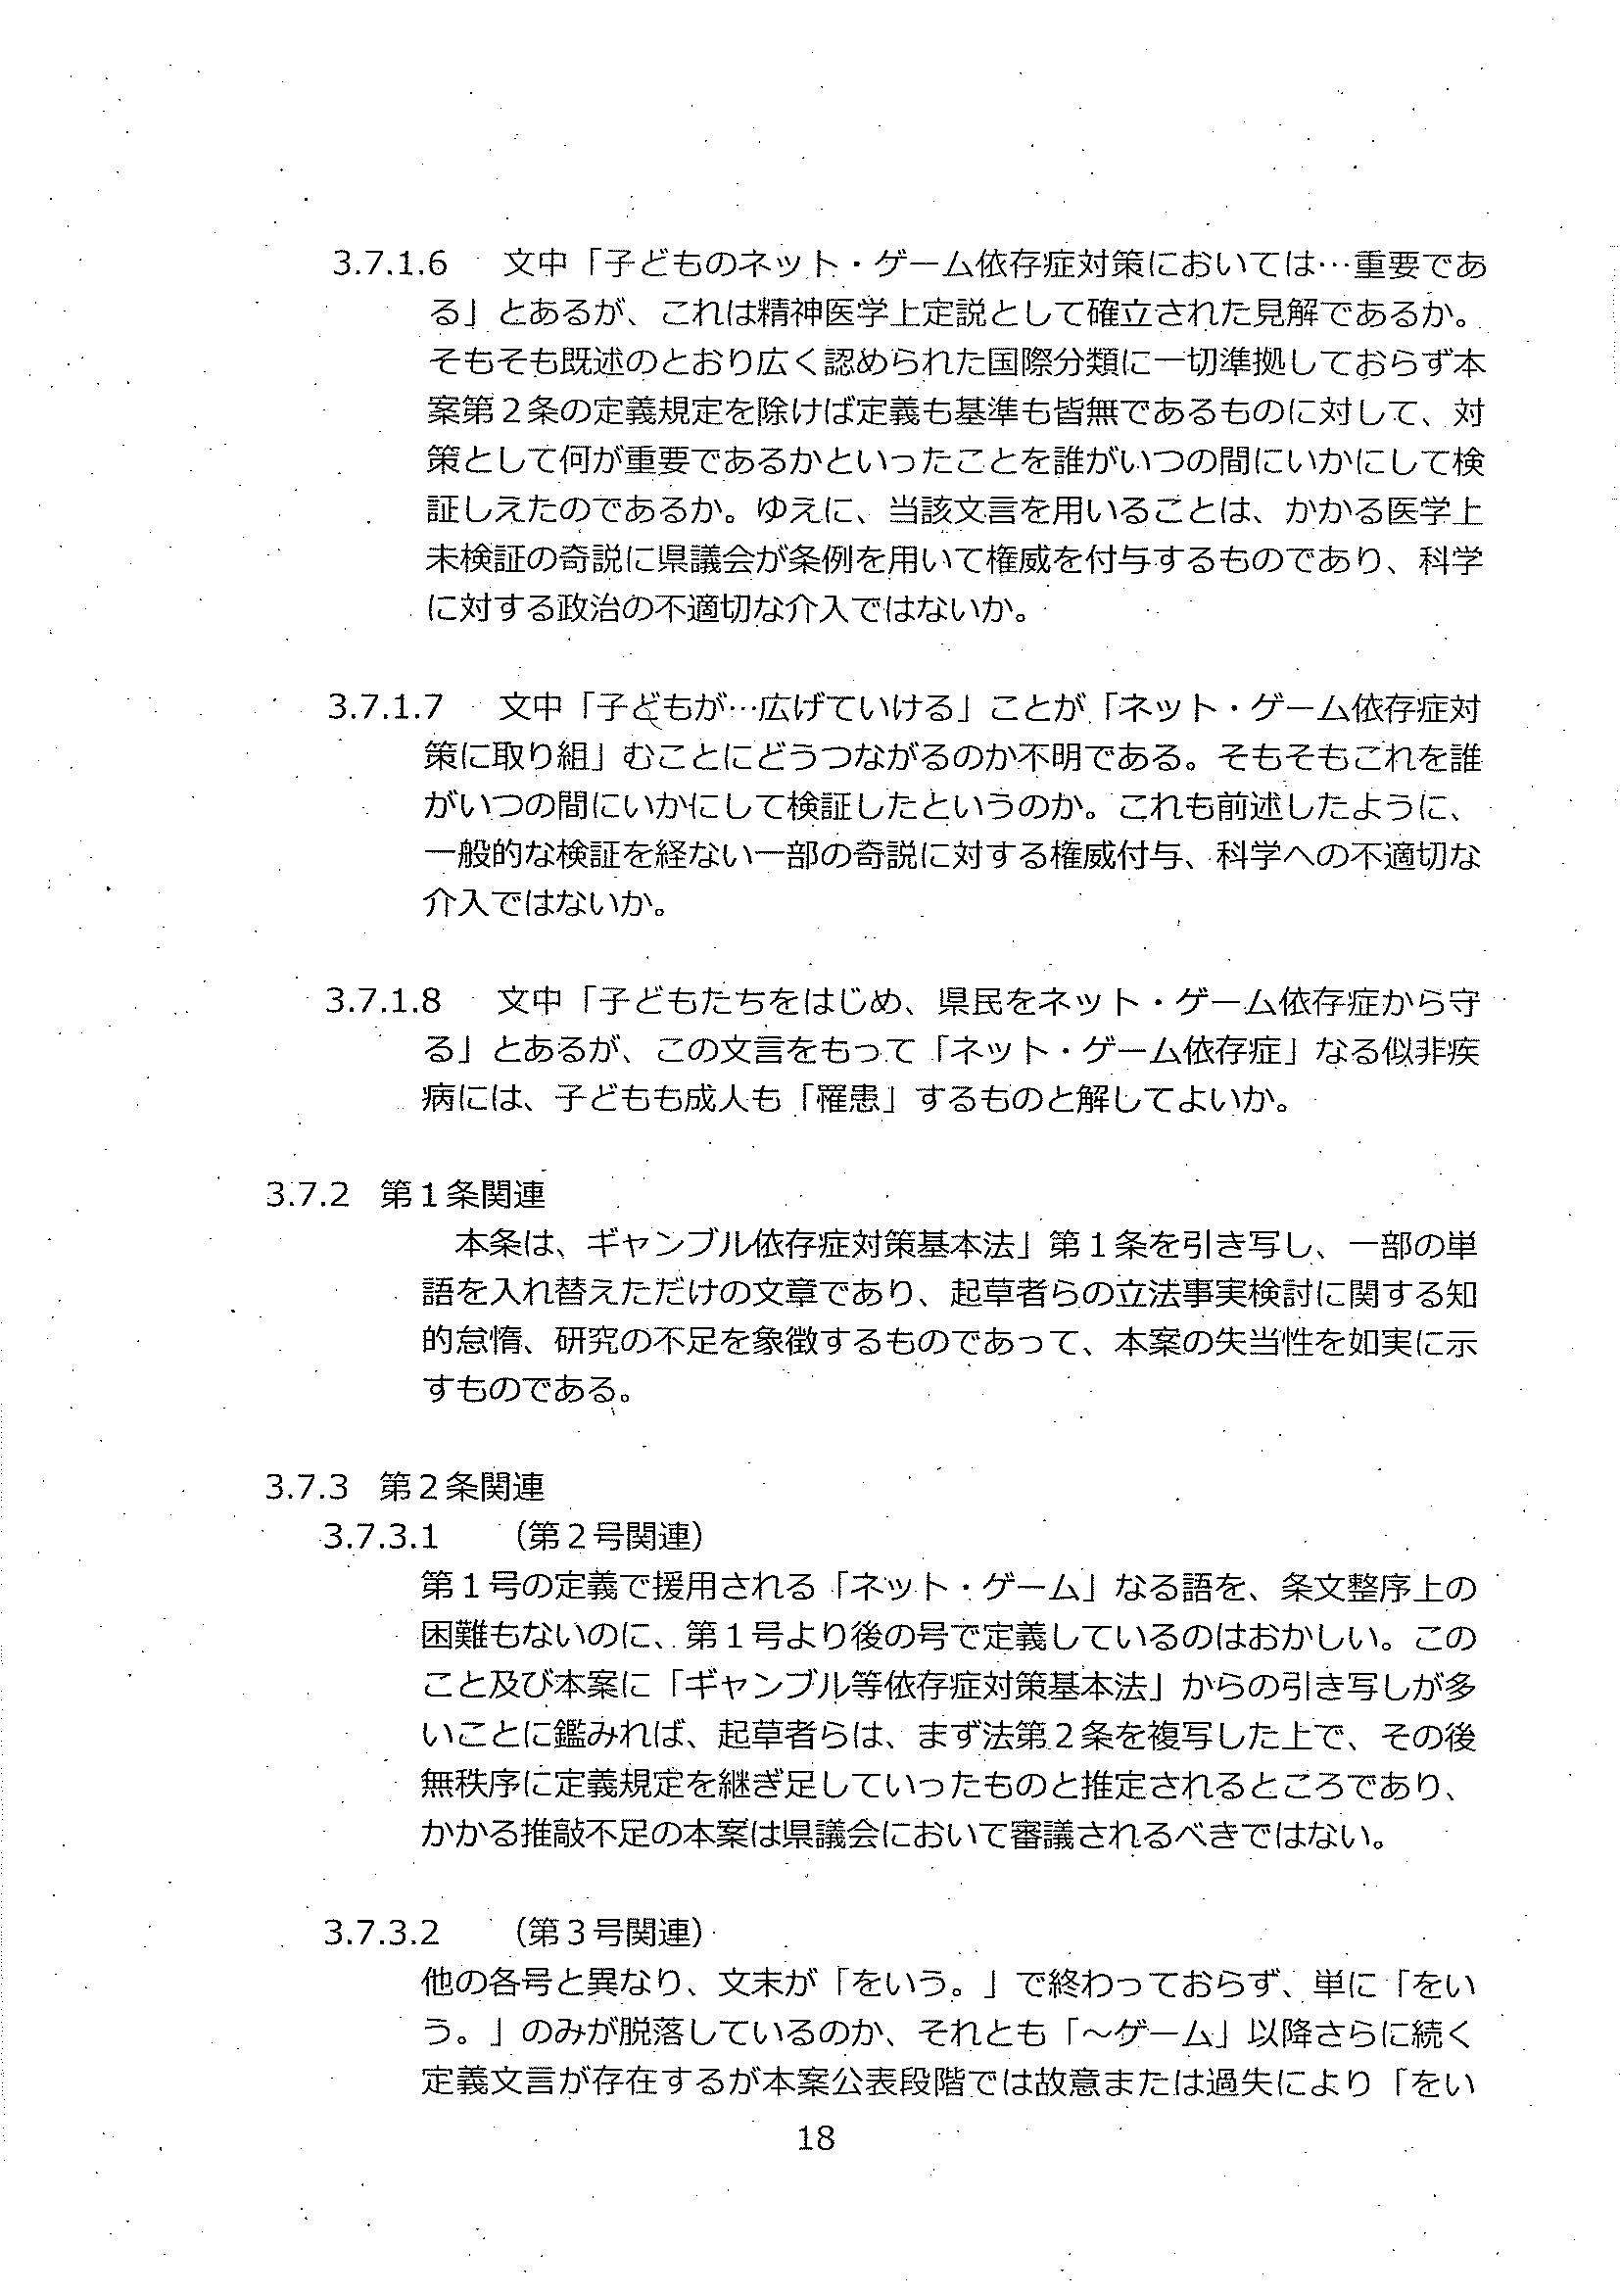 3.7.1.6 文中「子どものネット・ゲーム依存症対策においては…重要であ
る」とあるが、これは精神医学上定説として確立された見解であるか。
そもそも既述のとおり広く認められた国際分類に一切準拠しておらず本
案第２条の定義規定を除けば定義も基準も皆無であるものに対して、対
策として何が重要であるかといったことを誰がいつの間にいかにして検
証しえたのであるか。ゆえに、当該文言を用いることは、かかる医学上
未検証の奇説に県議会が条例を用いて権威を付与するものであり、科学
に対する政治の不適切な介入ではないか。
3.7.1.7 文中「子どもが…広げていける」ことが「ネット・ゲーム依存症対
策に取り組」むことにどうつながるのか不明である。そもそもこれを誰
がいつの間にいかにして検証したというのか。これも前述したように、
一般的な検証を経ない一部の奇説に対する権威付与、科学への不適切な
介入ではないか。
3.7.1.8 文中「子どもたちをはじめ、県民をネット・ゲーム依存症から守
る」とあるが、この文言をもって「ネット・ゲーム依存症」なる似非疾
病には、子どもも成人も「罹患」するものと解してよいか。
3.7.2 第１条関連
本条は、ギャンブル依存症対策基本法」第１条を引き写し、一部の単
語を入れ替えただけの文章であり、起草者らの立法事実検討に関する知
的怠惰、研究の不足を象徴するものであって、本案の失当性を如実に示
すものである。
3.7.3 第２条関連
3.7.3.1 （第２号関連）
第１号の定義で援用される「ネット・ゲーム」なる語を、条文整序上の
困難もないのに、第１号より後の号で定義しているのはおかしい。この
こと及び本案に「ギャンブル等依存症対策基本法」からの引き写しが多
いことに鑑みれば、起草者らは、まず法第２条を複写した上で、その後
無秩序に定義規定を継ぎ足していったものと推定されるところであり、
かかる推敲不足の本案は県議会において審議されるべきではない。
3.7.3.2 （第３号関連）
他の各号と異なり、文末が「をいう。」で終わっておらず、単に「をい
う。」のみが脱落しているのか、それとも「～ゲーム」以降さらに続く
定義文言が存在するが本案公表段階では故意または過失により「をい
18